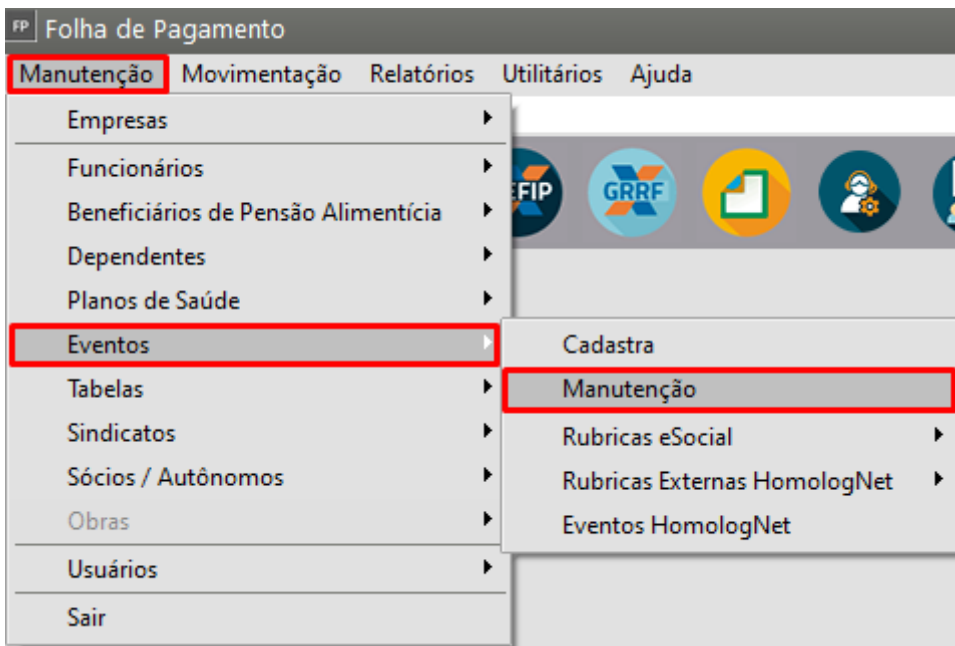 FP Folha de Pagamento
Manutenção Movimentação Relatórios Utilitários Ajuda
Empresas
Funcionários
Beneficiários de Pensão Alimentícia
Dependentes
Planos de Saúde
Eventos
Tabelas
Sindicatos
Sócios / Autônomos
Obras
Usuários
Sair
GRRF
Cadastra
Manutenção
Rubricas eSocial
Rubricas Externas HomologNet
Eventos HomologNet